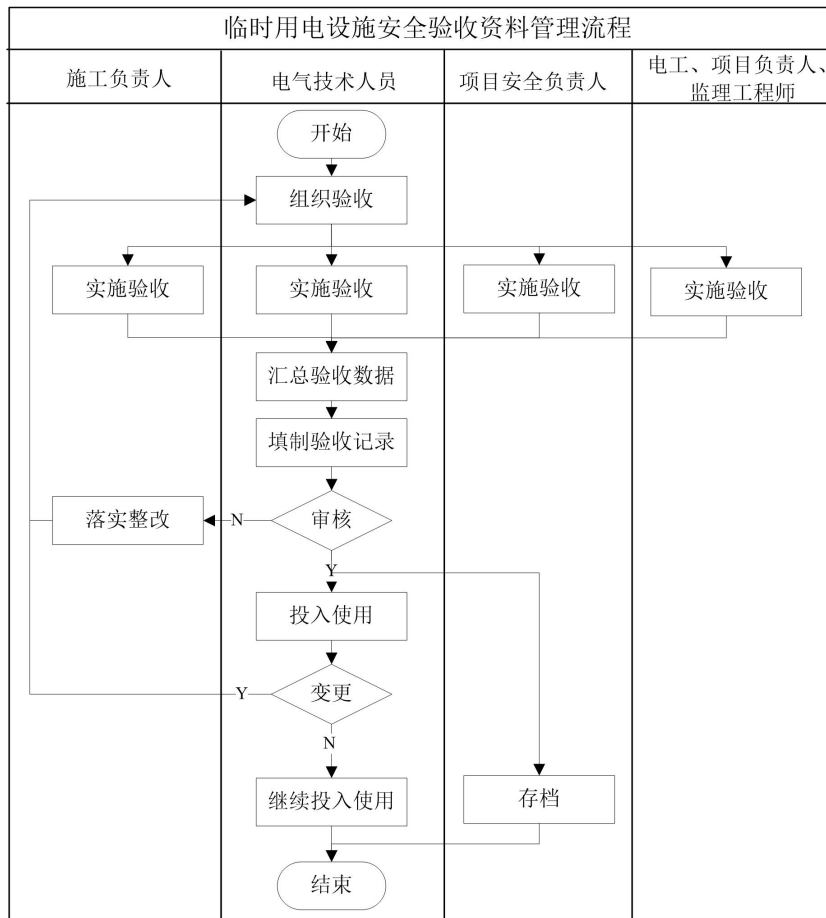 临时用电设施安全验收资料管理流程
施工负责人
电气技术人员
项目安全负责人
电工、项目负责人、
监理工程师
开始
组织验收
实施验收
实施验收
实施验收
实施验收
汇总验收数据
填制验收记录
落实整改
N
审核
Y
投入使用
Y
变更
N
继续投入使用
存档
结束